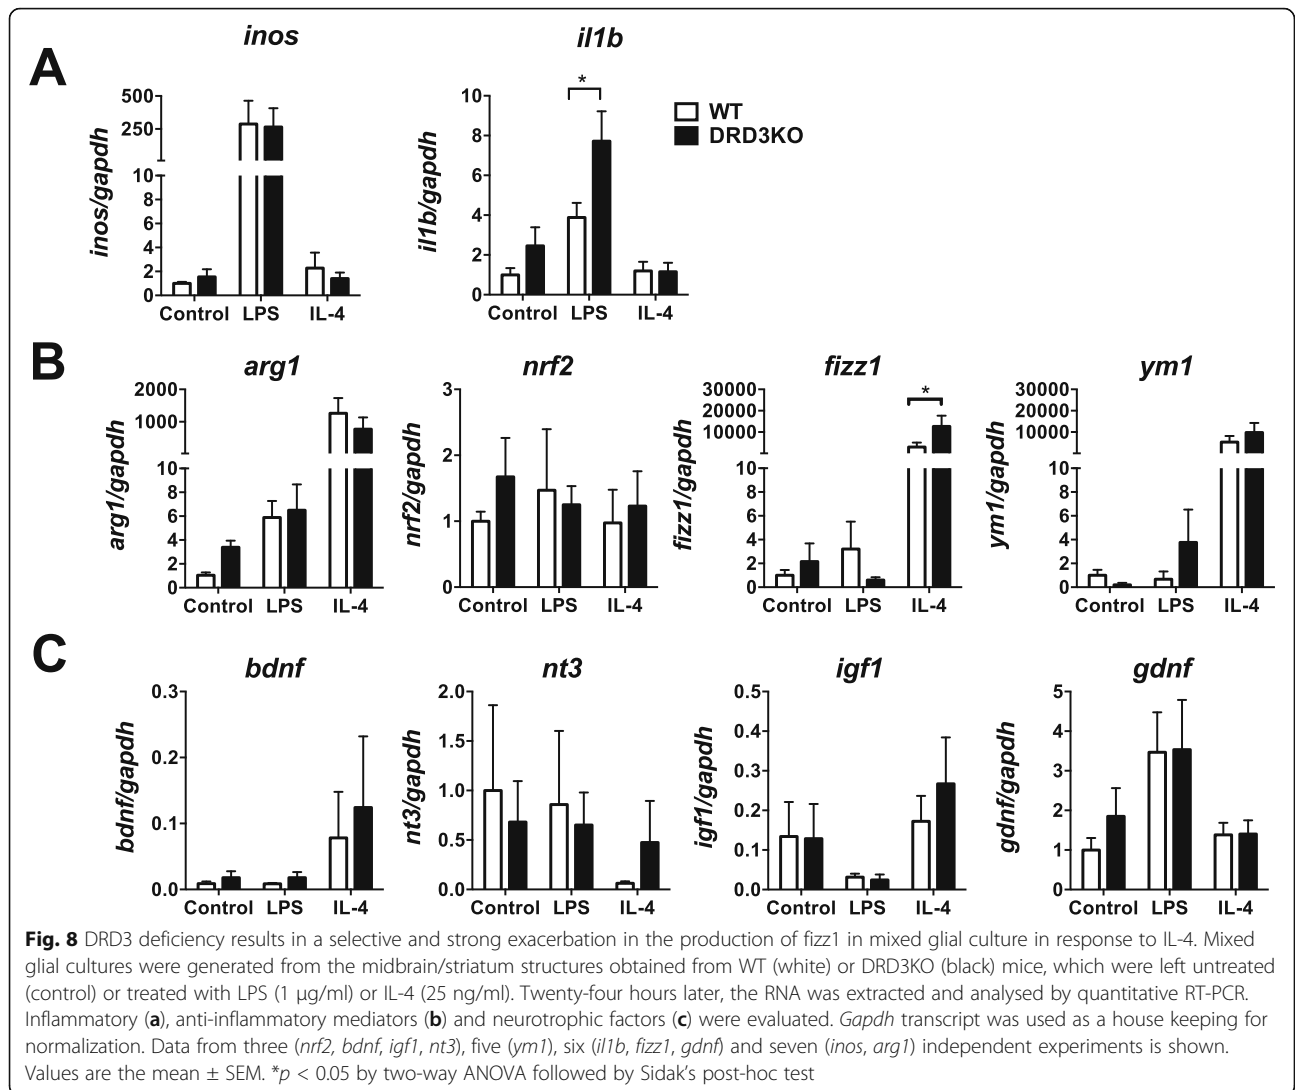 A
inos
il1b
inos/gapdh
500
250
10
8
6
4
2
0
Control LPS IL-4
il1b/gapdh
10
8
6
4
2
0
*
Control LPS IL-4
WT
DRD3KO
B
arg1
nrf2
fizz1
ym1
arg1/gapdh
2000
1000
10
8
6
4
2
0
Control LPS IL-4
nrf2/gapdh
3
2
1
0
Control LPS IL-4
fizz1/gapdh
30000
20000
10000
10
8
6
4
2
0
*
Control LPS IL-4
ym1/gapdh
30000
20000
10000
10
8
6
4
2
0
Control LPS IL-4
C
bdnf
nt3
igf1
gdnf
bdnf/gapdh
0.3
0.2
0.1
0.0
Control LPS IL-4
nt3/gapdh
2.0
1.5
1.0
0.5
0.0
Control LPS IL-4
igf1/gapdh
0.5
0.4
0.3
0.2
0.1
0.0
Control LPS IL-4
gdnf/gapdh
5
4
3
2
1
0
Control LPS IL-4
Fig. 8 DRD3 deficiency results in a selective and strong exacerbation in the production of fizz1 in mixed glial culture in response to IL-4. Mixed
glial cultures were generated from the midbrain/striatum structures obtained from WT (white) or DRD3KO (black) mice, which were left untreated
(control) or treated with LPS (1 μg/ml) or IL-4 (25 ng/ml). Twenty-four hours later, the RNA was extracted and analysed by quantitative RT-PCR.
Inflammatory (a), anti-inflammatory mediators (b) and neurotrophic factors (c) were evaluated. Gapdh transcript was used as a house keeping for
normalization. Data from three (nrf2, bdnf, igf1, nt3), five (ym1), six (il1b, fizz1, gdnf) and seven (inos, arg1) independent experiments is shown.
Values are the mean ± SEM. *p < 0.05 by two-way ANOVA followed by Sidak's post-hoc test